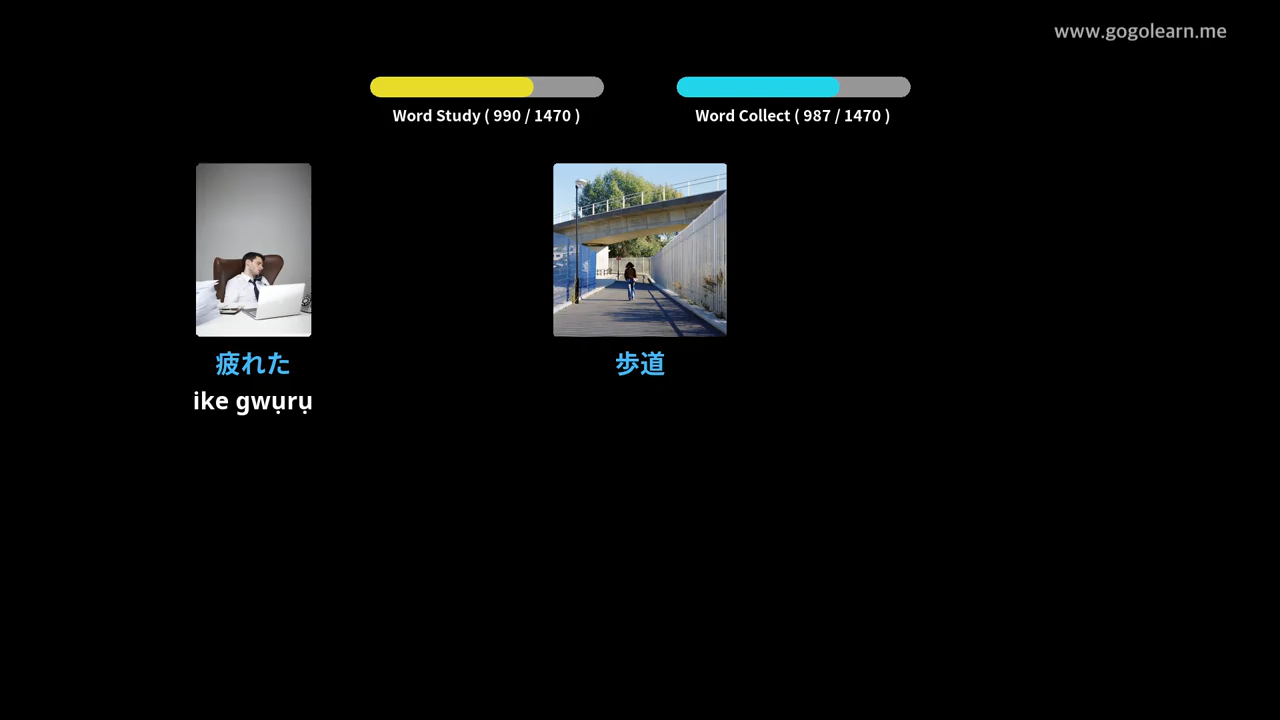 www.gogolearn.me
Word Study ( 990 / 1470 )
Word Collect ( 987 / 1470 )
疲れた
ike gwụrụ
歩道